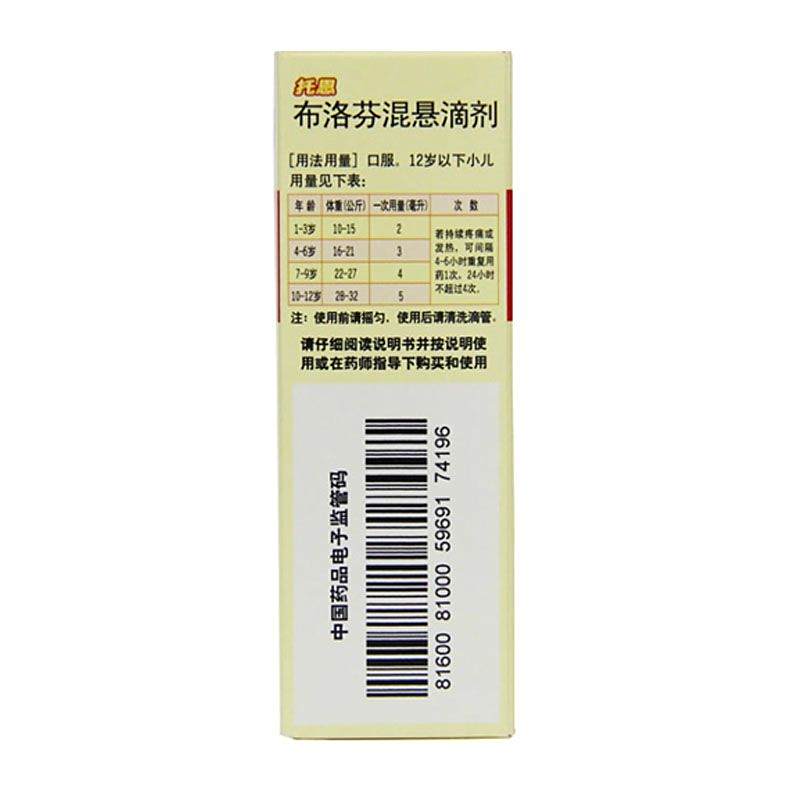 托恩
布洛芬混悬滴剂
[用法用量] 口服。12岁以下小儿
用量见下表：
年 龄 体重(公斤) 一次用量(毫升) 次 数
1-3岁 10-15 2
4-6岁 16-21 3
7-9岁 22-27 4
10-12岁 28-32 5
若持续疼痛或
发热，可间隔
4-6小时重复用
药1次，24小时
不超过4次。
注：使用前请摇匀，使用后请清洗滴管。
请仔细阅读说明书并按说明使
用或在药师指导下购买和使用
中国药品电子监管码
81600 81000 59691 74196